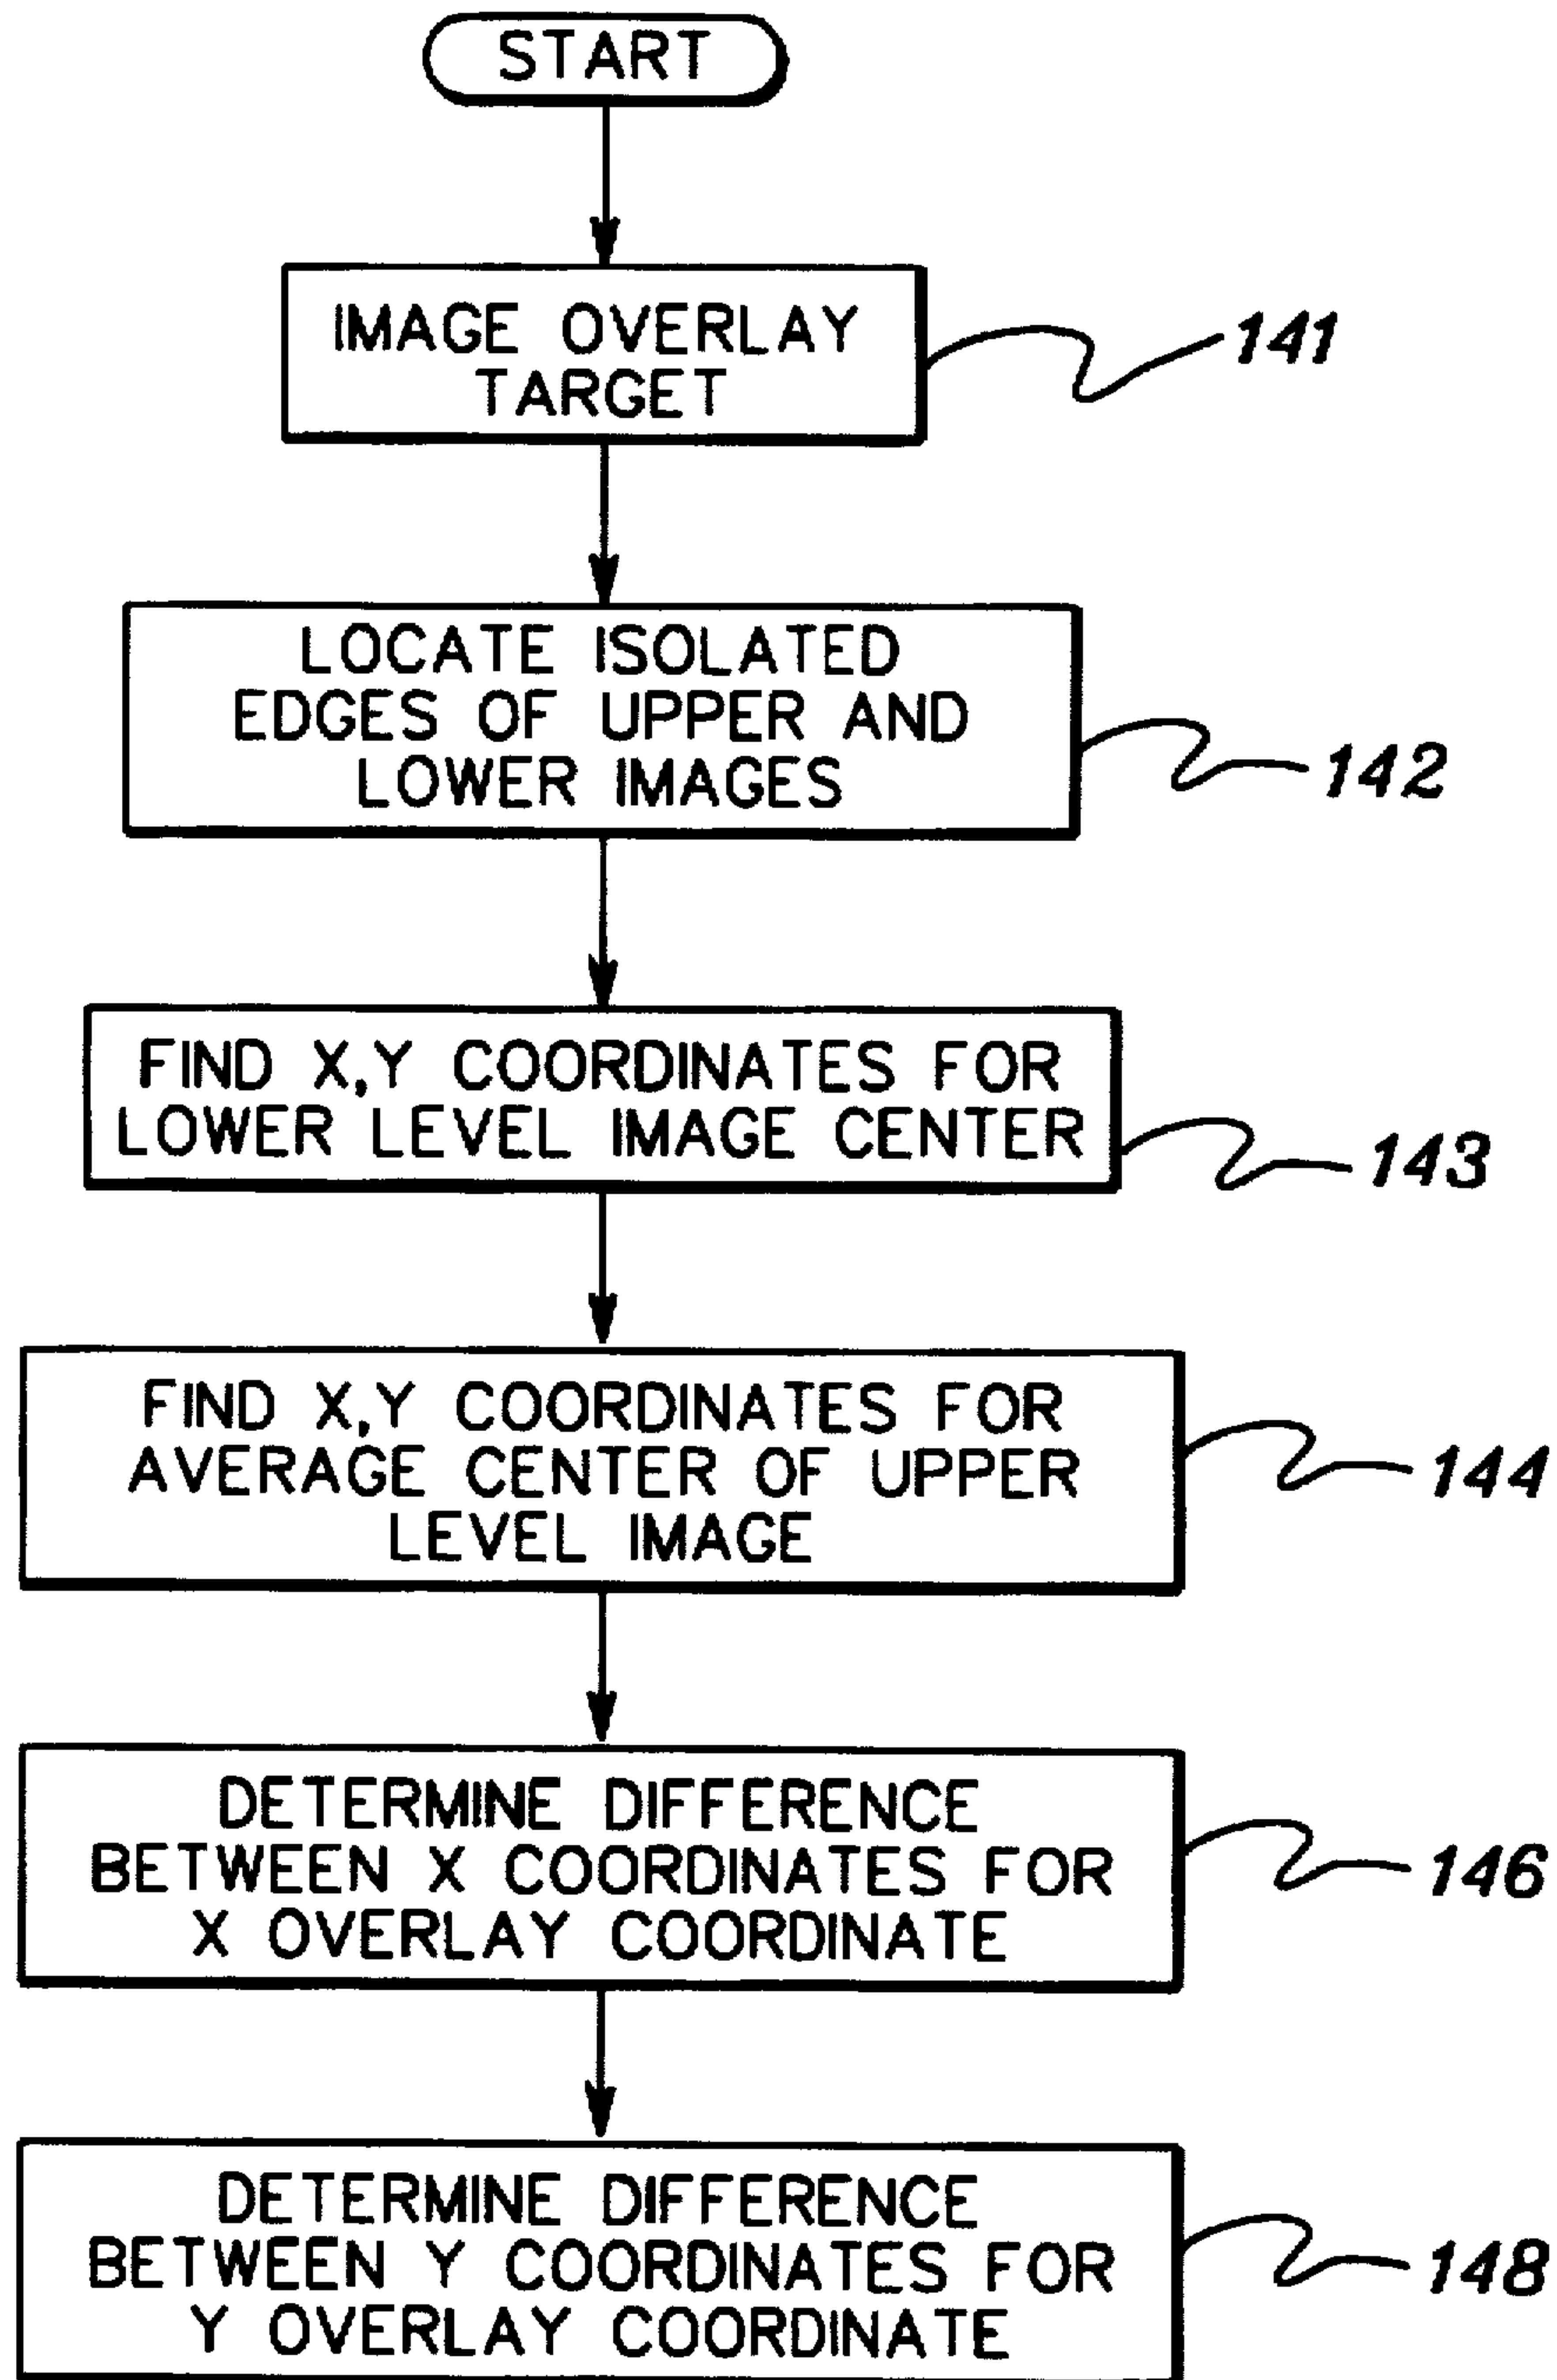 START
IMAGE OVERLAY
TARGET
141
LOCATE ISOLATED
EDGES OF UPPER AND
LOWER IMAGES
142
FIND X,Y COORDINATES FOR
LOWER LEVEL IMAGE CENTER
143
FIND X,Y COORDINATES FOR
AVERAGE CENTER OF UPPER
LEVEL IMAGE
144
DETERMINE DIFFERENCE
BETWEEN X COORDINATES FOR
X OVERLAY COORDINATE
146
DETERMINE DIFFERENCE
BETWEEN Y COORDINATES FOR
Y OVERLAY COORDINATE
148